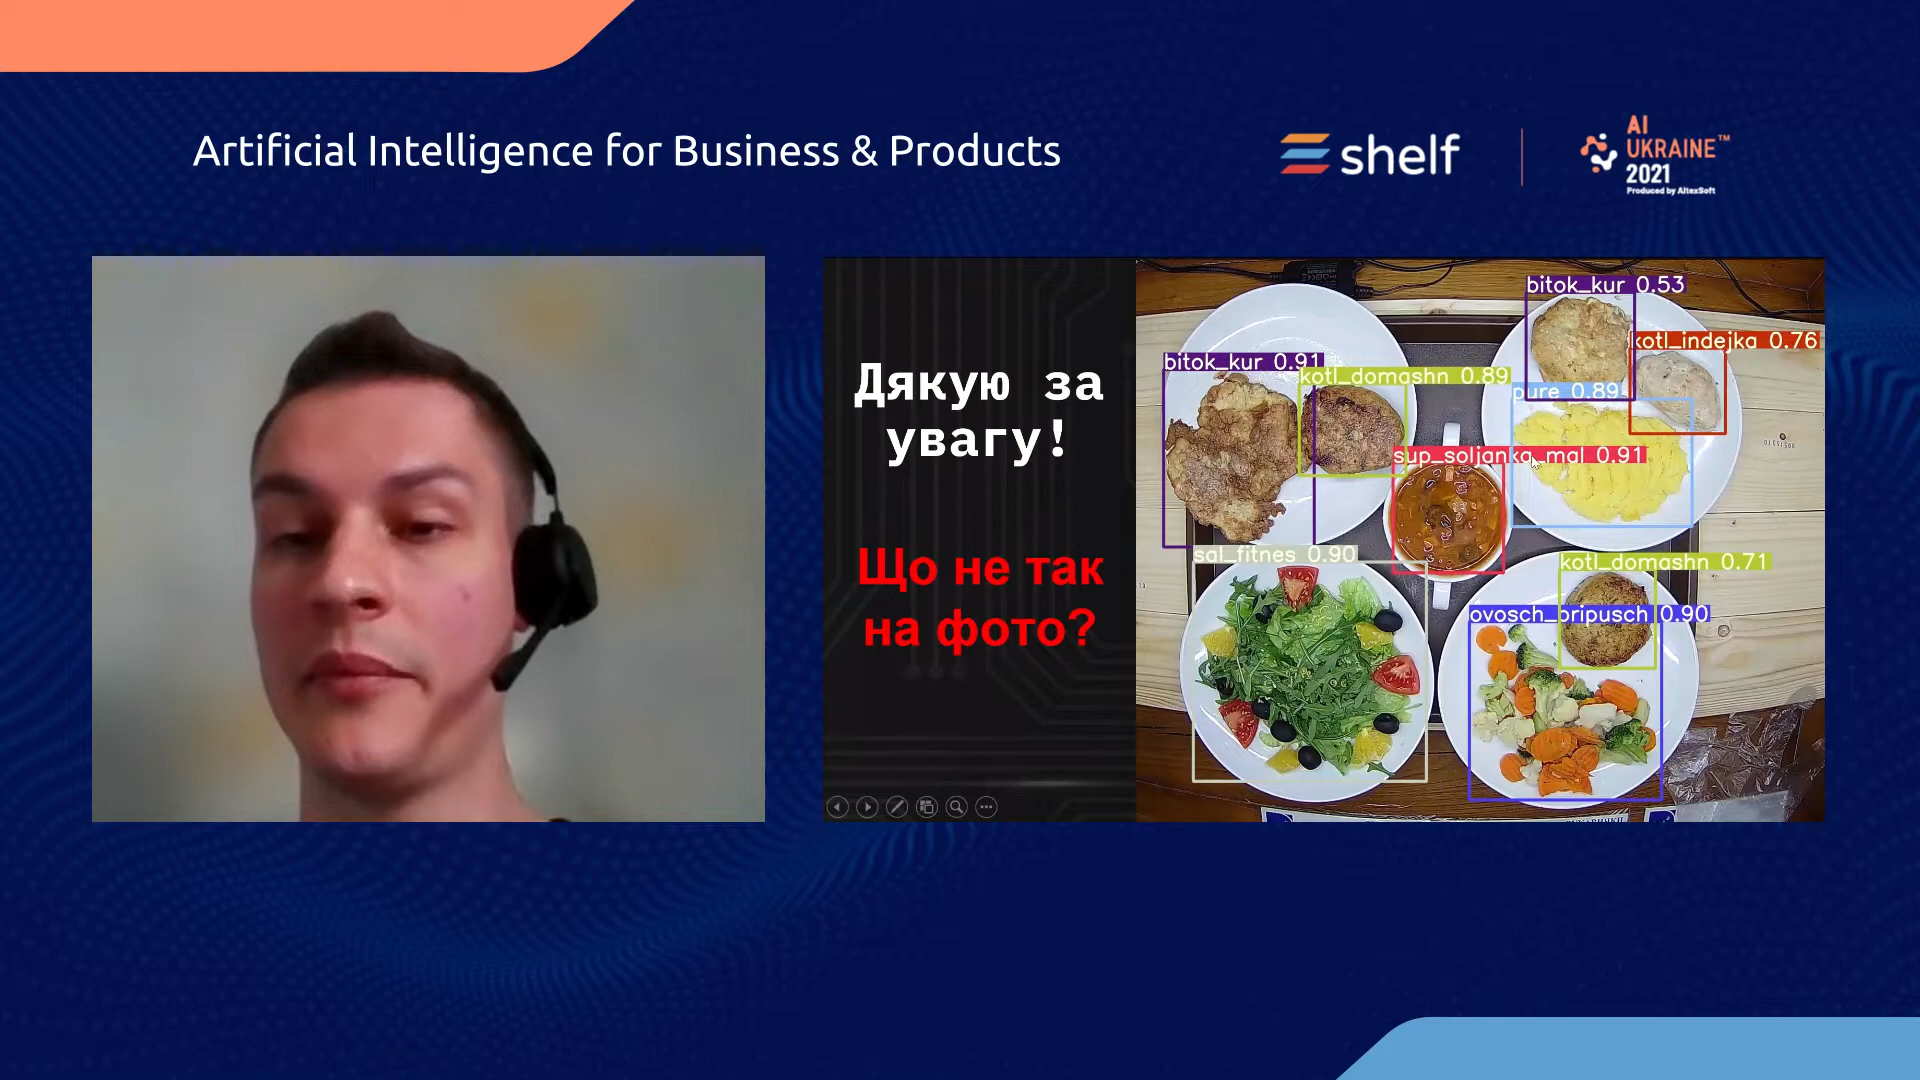 Artificial Intelligence for Business & Products
shelf
AI
UKRAINE™
2021
Produced by AltexSoft
Дякую за
увагу!
Що не так
на фото?
bitok_kur 0.53
kotl_indejka 0.76
bitok_kur 0.91
kotl_domashn 0.89
pure 0.89
sup_soljanka_mal 0.91
sal_fitnes 0.90
kotl_domashn 0.71
ovosch_pripusch 0.90